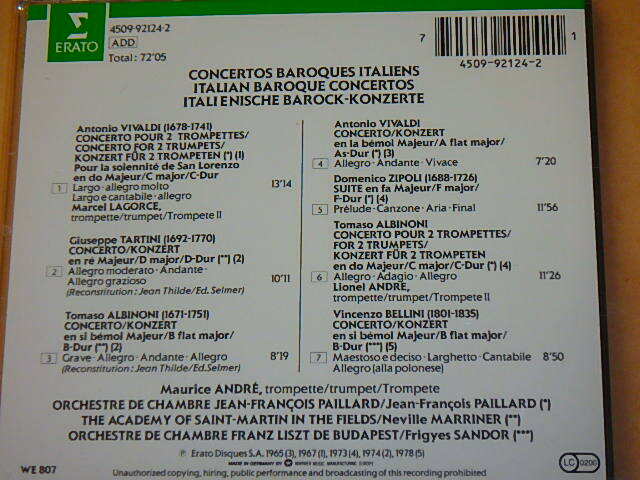 ERATO
4509-92124-2
ADD
Total: 72'05
7 4509-92124-2 1
CONCERTOS BAROQUES ITALIENS
ITALIAN BAROQUE CONCERTOS
ITALIENISCHE BAROCK-KONZERTE
Antonio VIVALDI (1678-1741)
CONCERTO POUR 2 TROMPETTES/
CONCERTO FOR 2 TRUMPETS/
KONZERT FÜR 2 TROMPETEN (*) (1)
Pour la solennité de San Lorenzo
en do Majeur/C major/C-Dur
1 Largo-allegro molto 13'14
Largo e cantabile-allegro
Marcel LAGORCE,
trompette/trumpet/Trompete II
Giuseppe TARTINI (1692-1770)
CONCERTO/KONZERT
en ré Majeur/D major/D-Dur (**) (2)
2 Allegro moderato-Andante-
Allegro grazioso 10'11
(Reconstitution: Jean Thilde/Ed. Selmer)
Tomaso ALBINONI (1671-1751)
CONCERTO/KONZERT
en si bémol Majeur/B flat major/
B-Dur (**) (2)
3 Grave-Allegro-Andante-Allegro 8'19
(Reconstitution: Jean Thilde/Ed. Selmer)
Antonio VIVALDI
CONCERTO/KONZERT
en la bémol Majeur/A flat major/
As-Dur (*) (3)
4 Allegro-Andante-Vivace 7'20
Domenico ZIPOLI (1688-1726)
SUITE en fa Majeur/F major/
F-Dur (*) (4)
5 Prélude-Canzone-Aria-Final 11'56
Tomaso ALBINONI
CONCERTO POUR 2 TROMPETTES/
FOR 2 TRUMPETS/
KONZERT FÜR 2 TROMPETEN
en do Majeur/C major/C-Dur (*) (4)
6 Allegro-Adagio-Allegro 11'26
Lionel ANDRÉ,
trompette/trumpet/Trompete II
Vincenzo BELLINI (1801-1835)
CONCERTO/KONZERT
en si bémol Majeur/B flat major/
B-Dur (***) (5)
7 Maestoso e deciso-Larghetto-Cantabile 8'50
Allegro (alla polonese)
Maurice ANDRÉ, trompette/trumpet/Trompete
ORCHESTRE DE CHAMBRE JEAN-FRANÇOIS PAILLARD/Jean-François PAILLARD (*)
THE ACADEMY OF SAINT-MARTIN IN THE FIELDS/Neville MARRINER (**)
ORCHESTRE DE CHAMBRE FRANZ LISZT DE BUDAPEST/Frigyes SANDOR (***)
℗ Erato Disques S.A. 1965 (3), 1967 (1), 1973 (4), 1974 (2), 1978 (5)
MADE IN GERMANY BY WARNER MUSIC MANUFACTURING EUROPE
WE 807
Unauthorized copying, hiring, public performance and broadcasting of this recording prohibited
LC 0200